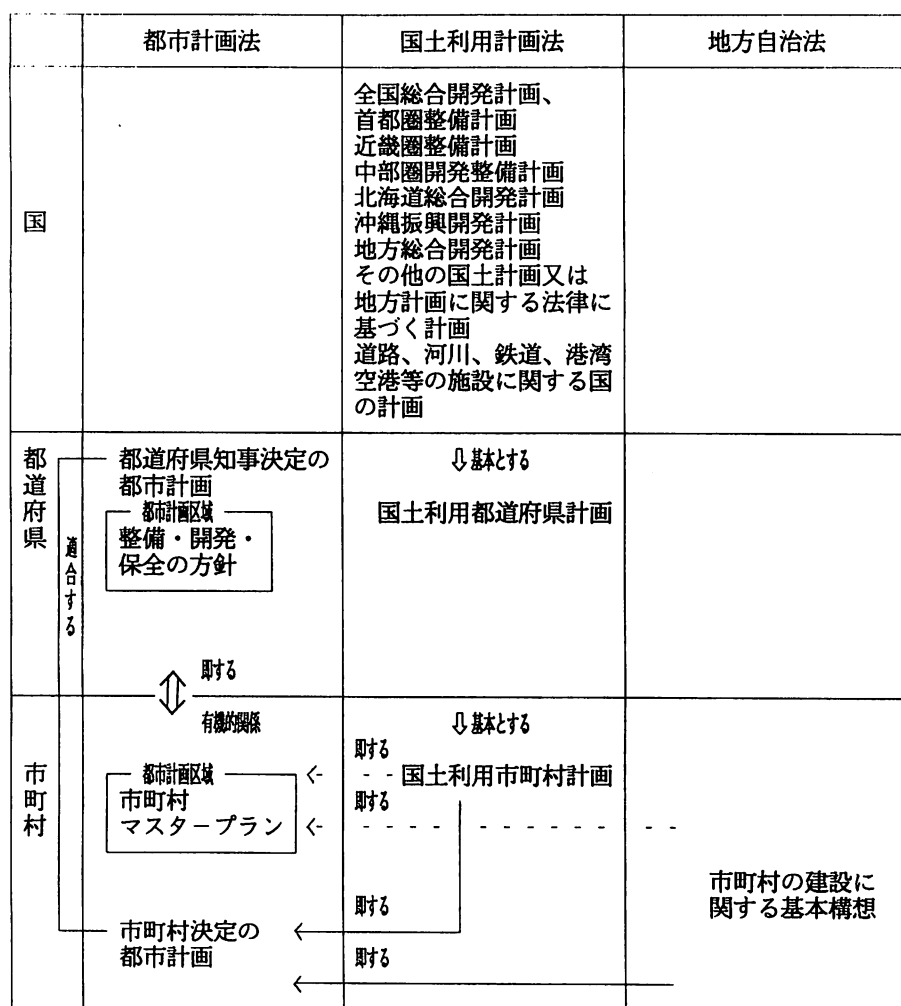 都市計画法
国土利用計画法
地方自治法
国
全国総合開発計画、
首都圏整備計画
近畿圏整備計画
中部圏開発整備計画
北海道総合開発計画
沖縄振興開発計画
地方総合開発計画
その他の国土計画又は
地方計画に関する法律に
基づく計画
道路、河川、鉄道、港湾
空港等の施設に関する国
の計画
都道府県
適合する
都道府県知事決定の
都市計画
都市計画区域
整備・開発・
保全の方針
⇩基本とする
国土利用都道府県計画
即する
有機的関係
市町村
都市計画区域
市町村
マスタープラン
⇩基本とする
即する
国土利用市町村計画
即する
市町村の建設に
関する基本構想
即する
市町村決定の
都市計画
即する